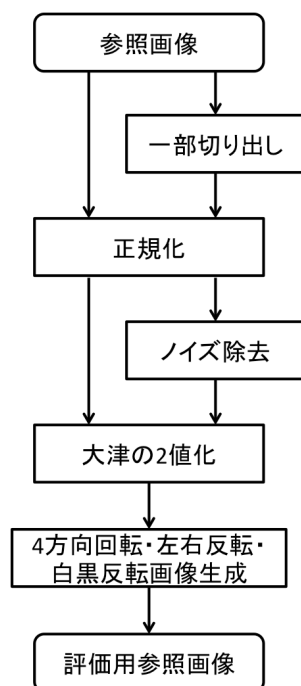 参照画像
一部切り出し
正規化
ノイズ除去
大津の2値化
4方向回転・左右反転・
白黒反転画像生成
評価用参照画像